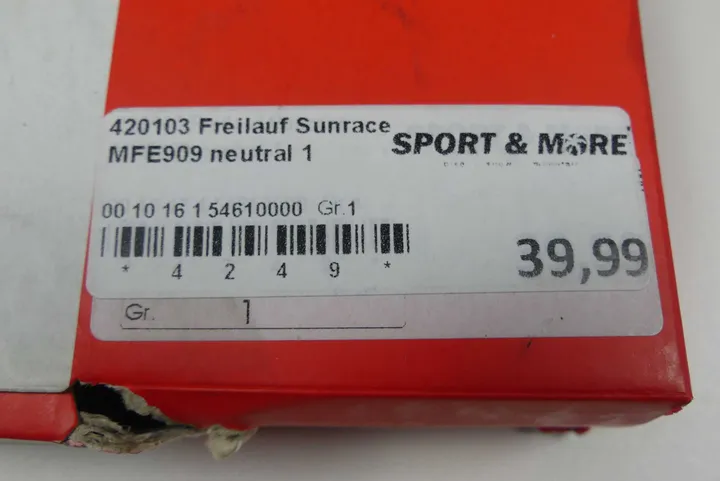 420103 Freilauf Sunrace
MFE909 neutral 1
SPORT & MORE
00 10 16 1 54610000 Gr.1
* 4 2 4 9 *
39,99
Gr. 1